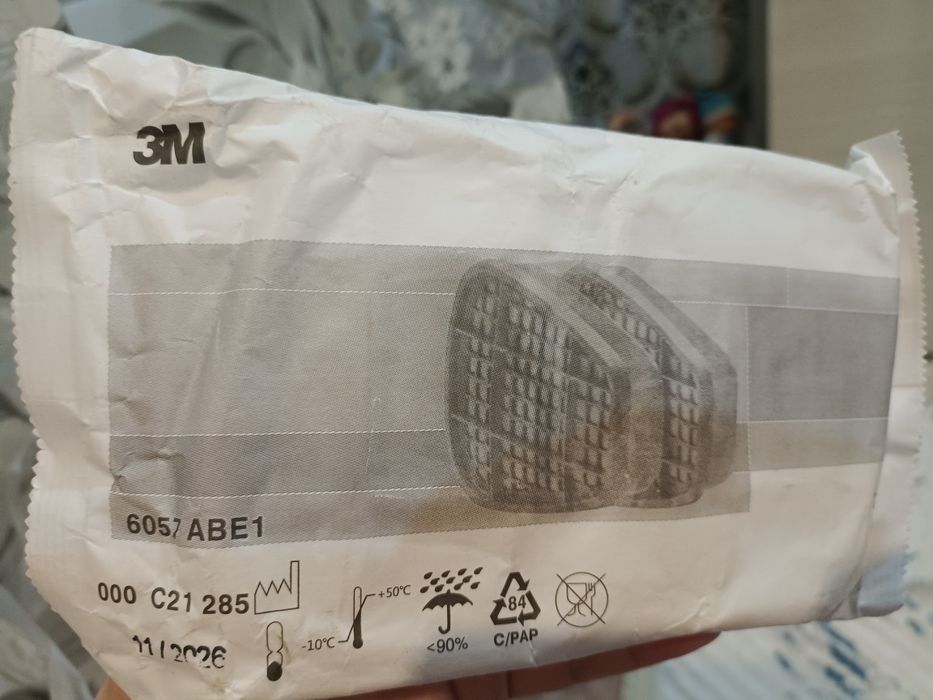 3M
6057 ABE1
000 C21 285
11/2026
-10°C
+50°C
<90%
84
C/PAP